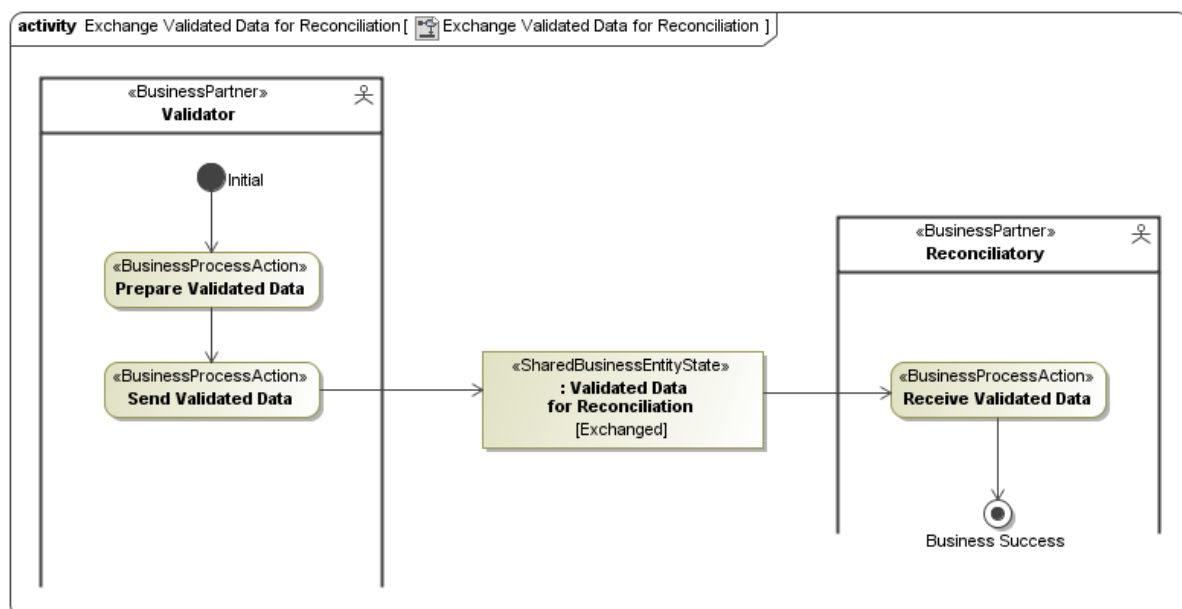 activity Exchange Validated Data for Reconciliation [ Exchange Validated Data for Reconciliation ]
«BusinessPartner»
Validator
Initial
«BusinessProcessAction»
Prepare Validated Data
«BusinessProcessAction»
Send Validated Data
«SharedBusinessEntityState»
: Validated Data
for Reconciliation
[Exchanged]
«BusinessPartner»
Reconciliatory
«BusinessProcessAction»
Receive Validated Data
Business Success